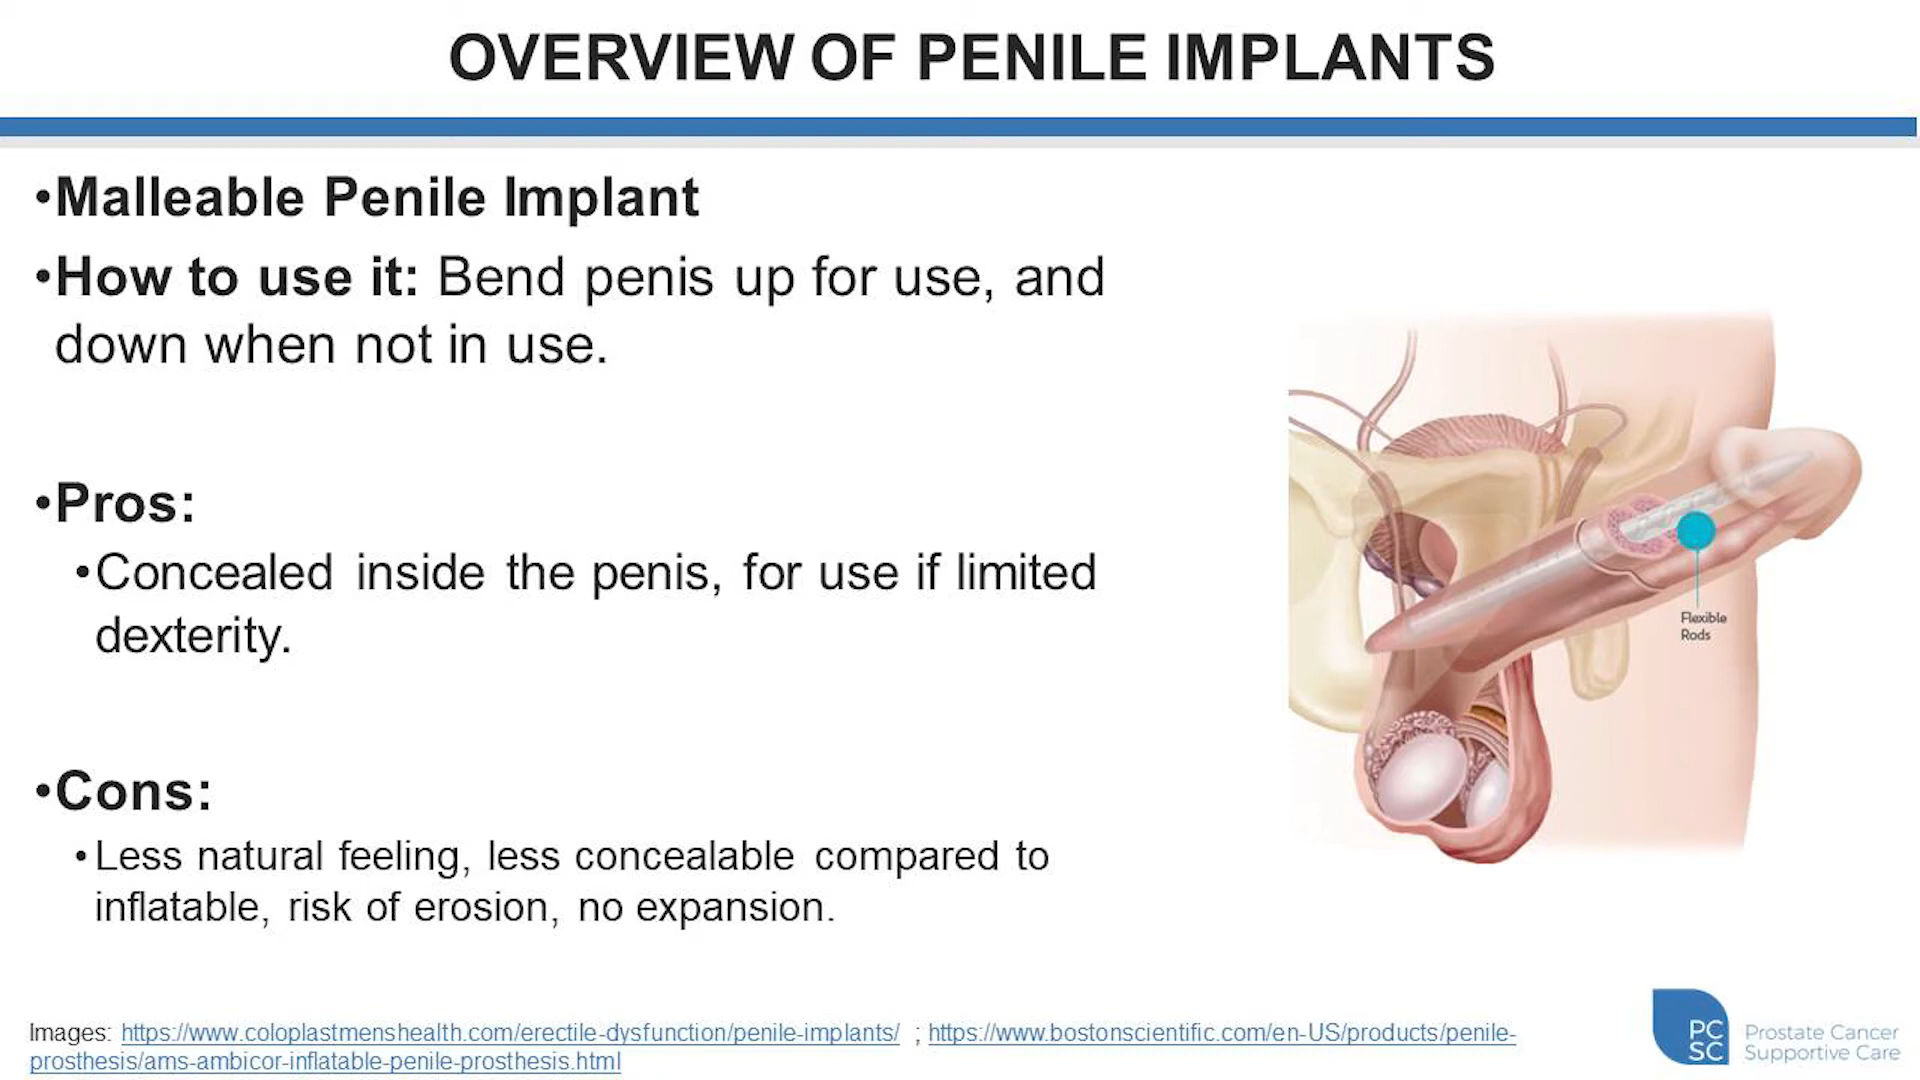 OVERVIEW OF PENILE IMPLANTS
•Malleable Penile Implant
•How to use it: Bend penis up for use, and
down when not in use.
•Pros:
•Concealed inside the penis, for use if limited
dexterity.
•Cons:
•Less natural feeling, less concealable compared to
inflatable, risk of erosion, no expansion.
Flexible
Rods
Images: https://www.coloplastmenshealth.com/erectile-dysfunction/penile-implants/ ; https://www.bostonscientific.com/en-US/products/penile-
prosthesis/ams-ambicor-inflatable-penile-prosthesis.html
PC
SC
Prostate Cancer
Supportive Care